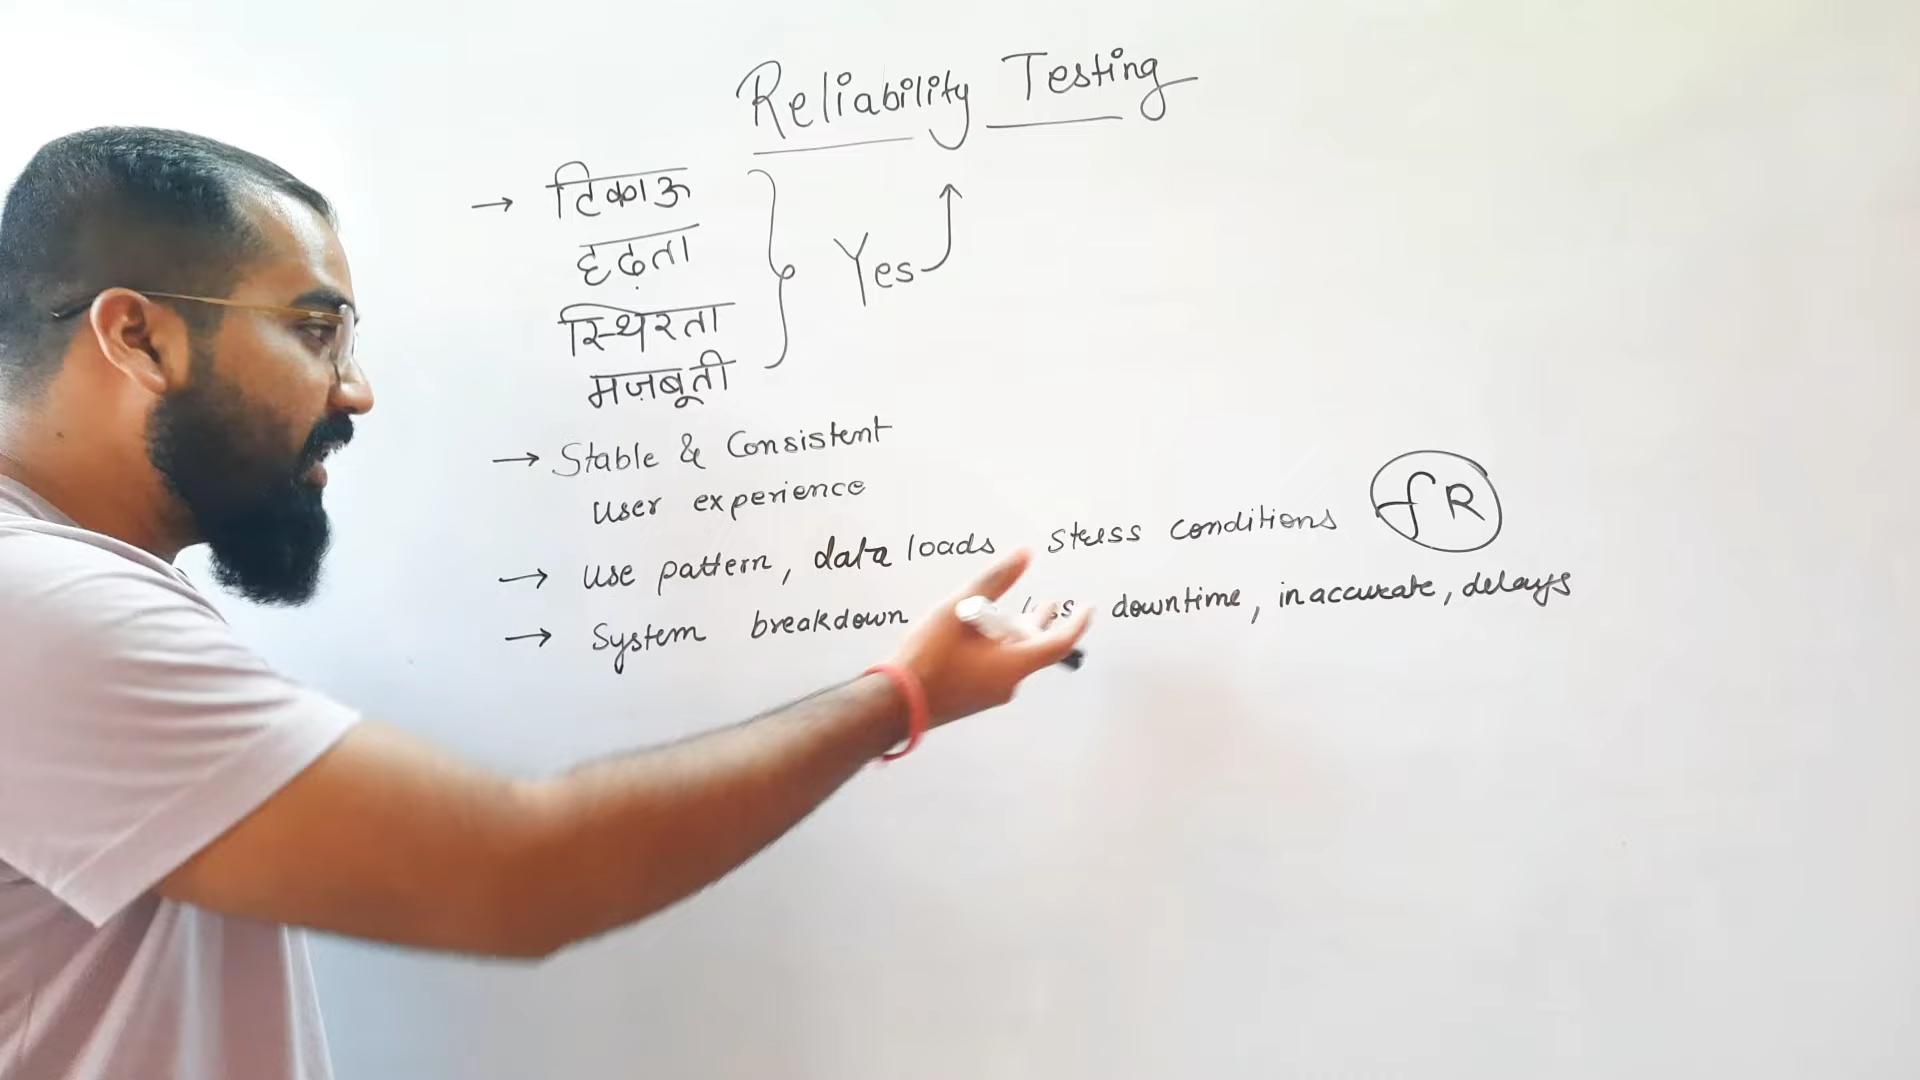 Reliability Testing
→ टिकाऊ
दृढ़ता
स्थिरता
मज़बूती
Yes
→ Stable & Consistent
user experience
→ use pattern, data loads stress conditions fR
→ System breakdown downtime, inaccurate, delays